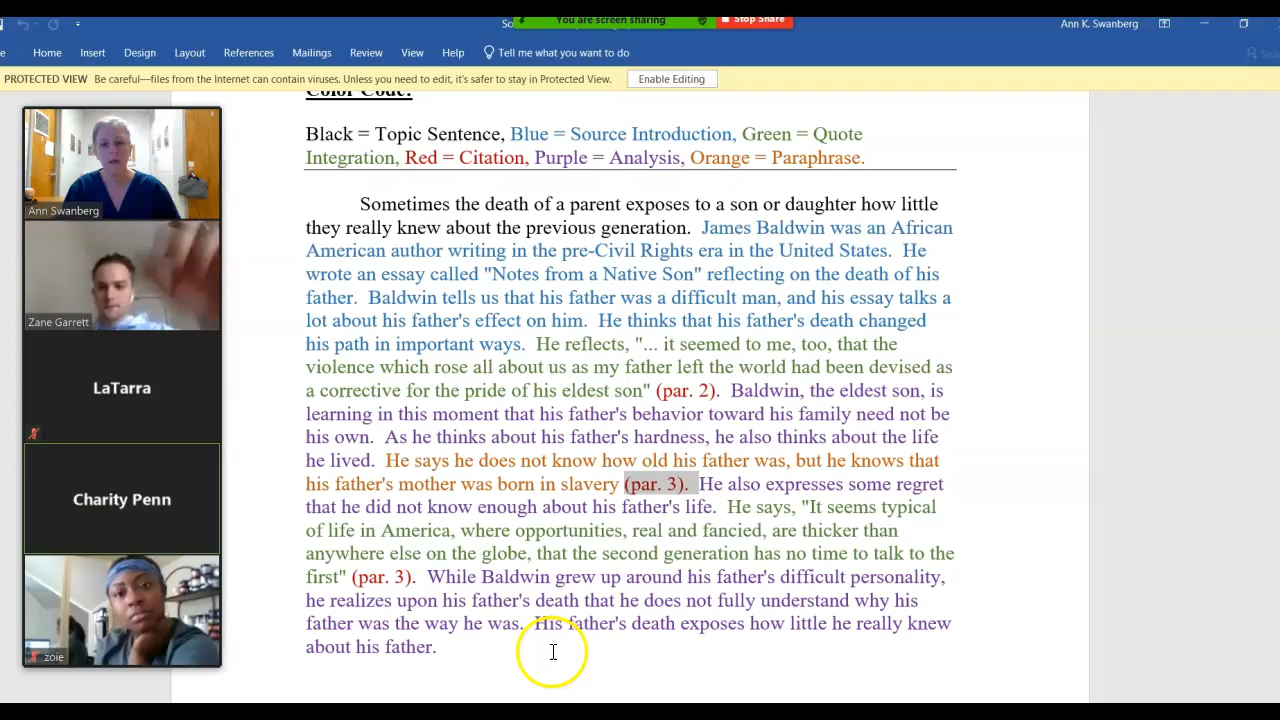 You are screen sharing
Stop Share
So
Ann K. Swanberg
Home Insert Design Layout References Mailings Review View Help Tell me what you want to do
PROTECTED VIEW Be careful—files from the Internet can contain viruses. Unless you need to edit, it's safer to stay in Protected View. Enable Editing
Color Code:
Black = Topic Sentence, Blue = Source Introduction, Green = Quote
Integration, Red = Citation, Purple = Analysis, Orange = Paraphrase.
Sometimes the death of a parent exposes to a son or daughter how little
they really knew about the previous generation. James Baldwin was an African
American author writing in the pre-Civil Rights era in the United States. He
wrote an essay called "Notes from a Native Son" reflecting on the death of his
father. Baldwin tells us that his father was a difficult man, and his essay talks a
lot about his father's effect on him. He thinks that his father's death changed
his path in important ways. He reflects, "... it seemed to me, too, that the
violence which rose all about us as my father left the world had been devised as
a corrective for the pride of his eldest son" (par. 2). Baldwin, the eldest son, is
learning in this moment that his father's behavior toward his family need not be
his own. As he thinks about his father's hardness, he also thinks about the life
he lived. He says he does not know how old his father was, but he knows that
his father's mother was born in slavery (par. 3). He also expresses some regret
that he did not know enough about his father's life. He says, "It seems typical
of life in America, where opportunities, real and fancied, are thicker than
anywhere else on the globe, that the second generation has no time to talk to the
first" (par. 3). While Baldwin grew up around his father's difficult personality,
he realizes upon his father's death that he does not fully understand why his
father was the way he was. His father's death exposes how little he really knew
about his father.
Ann Swanberg
Zane Garrett
LaTarra
Charity Penn
zoie